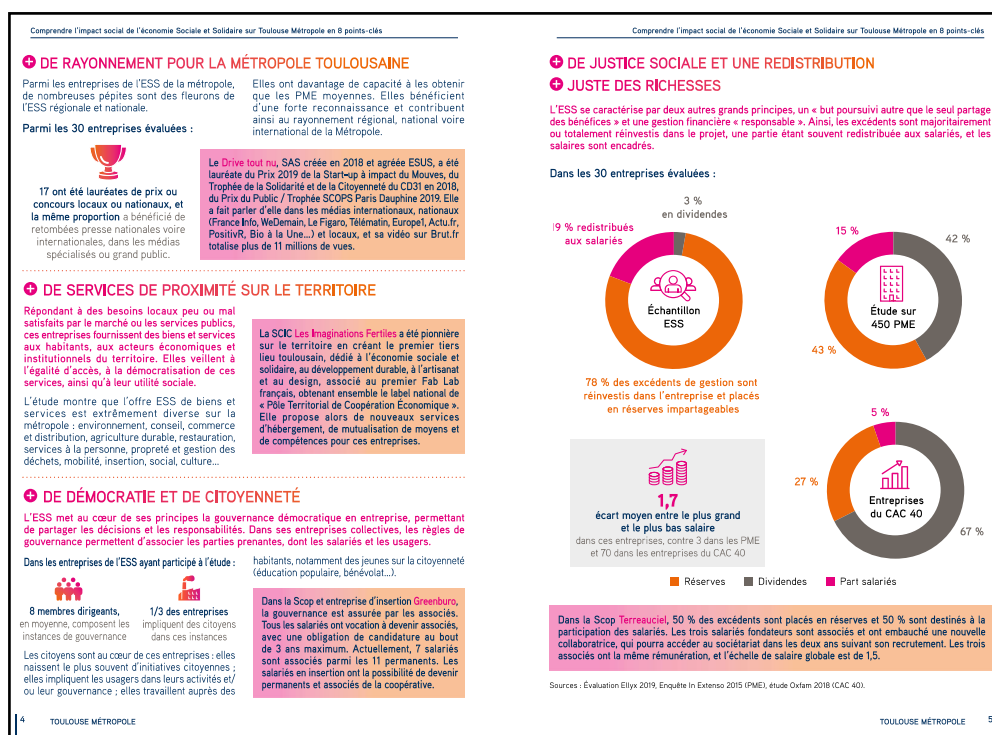 Comprendre l'impact social de l'économie Sociale et Solidaire sur Toulouse Métropole en 8 points-clés
DE RAYONNEMENT POUR LA MÉTROPOLE TOULOUSAINE
Parmi les entreprises de l'ESS de la métropole,
de nombreuses pépites sont des fleurons de
l'ESS régionale et nationale.
Parmi les 30 entreprises évaluées :
17 ont été lauréates de prix ou
concours locaux ou nationaux, et
la même proportion a bénéficié de
retombées presse nationales voire
internationales, dans les médias
spécialisés ou grand public.
Elles ont davantage de capacité à les obtenir
que les PME moyennes. Elles bénéficient
d'une forte reconnaissance et contribuent
ainsi au rayonnement régional, national voire
international de la Métropole.
Le Drive tout nu, SAS créée en 2018 et agréée ESUS, a été
lauréate du Prix 2019 de la Start-up à impact du Mouves, du
Trophée de la Solidarité et de la Citoyenneté du CD31 en 2018,
du Prix du Public / Trophée SCOPS Paris Dauphine 2019. Elle
a fait parler d'elle dans les médias internationaux, nationaux
(France Info, WeDemain, Le Figaro, Télématin, Europe1, Actu.fr,
PositivR, Bio à la Une...) et locaux, et sa vidéo sur Brut.fr
totalise plus de 11 millions de vues.
DE SERVICES DE PROXIMITÉ SUR LE TERRITOIRE
Répondant à des besoins locaux peu ou mal
satisfaits par le marché ou les services publics,
ces entreprises fournissent des biens et services
aux habitants, aux acteurs économiques et
institutionnels du territoire. Elles veillent à
l'égalité d'accès, à la démocratisation de ces
services, ainsi qu'à leur utilité sociale.
L'étude montre que l'offre ESS de biens et
services est extrêmement diverse sur la
métropole : environnement, conseil, commerce
et distribution, agriculture durable, restauration,
services à la personne, propreté et gestion des
déchets, mobilité, insertion, social, culture...
La SCIC Les Imaginations Fertiles a été pionnière
sur le territoire en créant le premier tiers
lieu toulousain, dédié à l'économie sociale et
solidaire, au développement durable, à l'artisanat
et au design, associé au premier Fab Lab
français, obtenant ensemble le label national de
« Pôle Territorial de Coopération Économique ».
Elle propose alors de nouveaux services
d'hébergement, de mutualisation de moyens et
de compétences pour ces entreprises.
DE DÉMOCRATIE ET DE CITOYENNETÉ
L'ESS met au cœur de ses principes la gouvernance démocratique en entreprise, permettant
de partager les décisions et les responsabilités. Dans ses entreprises collectives, les règles de
gouvernance permettent d'associer les parties prenantes, dont les salariés et les usagers.
Dans les entreprises de l'ESS ayant participé à l'étude :
8 membres dirigeants,
en moyenne, composent les
instances de gouvernance
1/3 des entreprises
impliquent des citoyens
dans ces instances
Les citoyens sont au cœur de ces entreprises : elles
naissent le plus souvent d'initiatives citoyennes ;
elles impliquent les usagers dans leurs activités et/
ou leur gouvernance ; elles travaillent auprès des
habitants, notamment des jeunes sur la citoyenneté
(éducation populaire, bénévolat...).
Dans la Scop et entreprise d'insertion Greenburo,
la gouvernance est assurée par les associés.
Tous les salariés ont vocation à devenir associés,
avec une obligation de candidature au bout
de 3 ans maximum. Actuellement, 7 salariés
sont associés parmi les 11 permanents. Les
salariés en insertion ont la possibilité de devenir
permanents et associés de la coopérative.
4 TOULOUSE MÉTROPOLE
Comprendre l'impact social de l'économie Sociale et Solidaire sur Toulouse Métropole en 8 points-clés
DE JUSTICE SOCIALE ET UNE REDISTRIBUTION
JUSTE DES RICHESSES
L'ESS se caractérise par deux autres grands principes, un « but poursuivi autre que le seul partage
des bénéfices » et une gestion financière « responsable ». Ainsi, les excédents sont majoritairement
ou totalement réinvestis dans le projet, une partie étant souvent redistribuée aux salariés, et les
salaires sont encadrés.
Dans les 30 entreprises évaluées :
3 %
en dividendes
19 % redistribués
aux salariés
Échantillon
ESS
78 % des excédents de gestion sont
réinvestis dans l'entreprise et placés
en réserves impartageables
15 %
42 %
Étude sur
450 PME
43 %
1,7
écart moyen entre le plus grand
et le plus bas salaire
dans ces entreprises, contre 3 dans les PME
et 70 dans les entreprises du CAC 40
5 %
27 %
Entreprises
du CAC 40
67 %
Réserves Dividendes Part salariés
Dans la Scop Terreauciel, 50 % des excédents sont placés en réserves et 50 % sont destinés à la
participation des salariés. Les trois salariés fondateurs sont associés et ont embauché une nouvelle
collaboratrice, qui pourra accéder au sociétariat dans les deux ans suivant son recrutement. Les trois
associés ont la même rémunération, et l'échelle de salaire globale est de 1,5.
Sources : Évaluation Ellyx 2019, Enquête In Extenso 2015 (PME), étude Oxfam 2018 (CAC 40).
TOULOUSE MÉTROPOLE 5